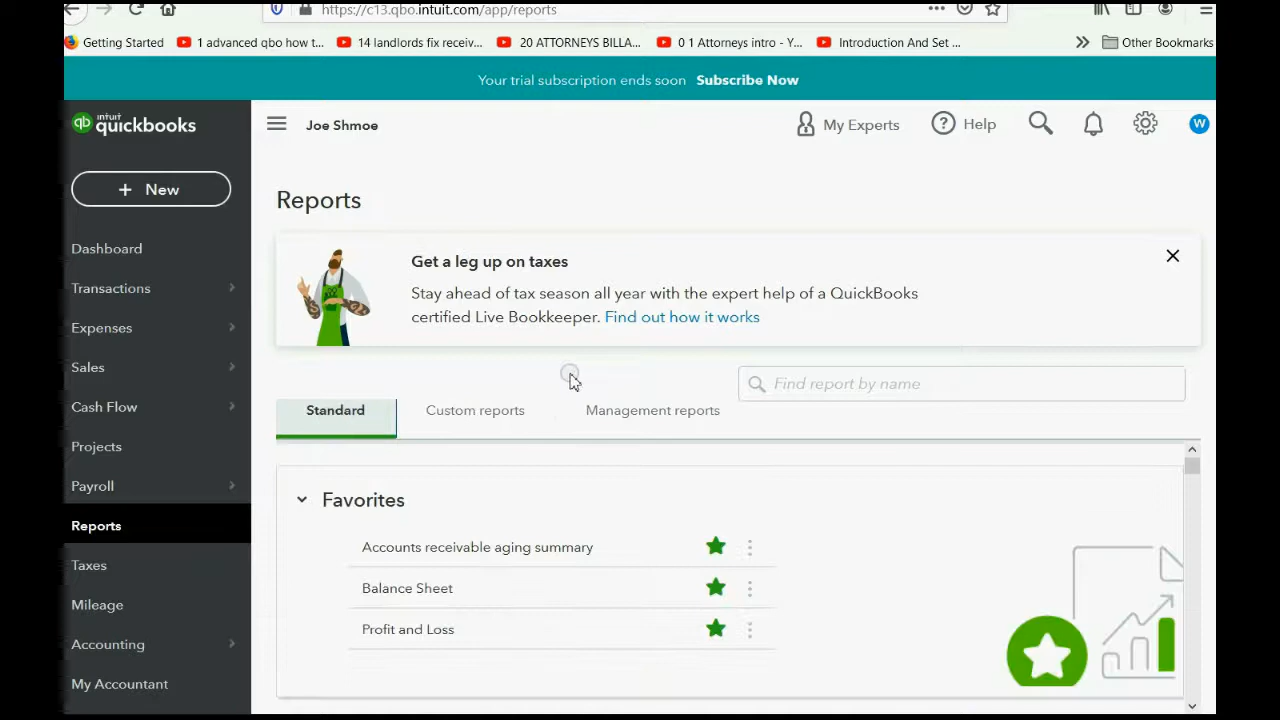 https://c13.qbo.intuit.com/app/reports
Getting Started
1 advanced qbo how t...
14 landlords fix receiv...
20 ATTORNEYS BILLA...
0 1 Attorneys intro - Y...
Introduction And Set ...
Other Bookmarks
Your trial subscription ends soon Subscribe Now
qb intuit quickbooks
Joe Shmoe
My Experts
Help
W
+ New
Dashboard
Transactions
Expenses
Sales
Cash Flow
Projects
Payroll
Reports
Taxes
Mileage
Accounting
My Accountant
Reports
Get a leg up on taxes
Stay ahead of tax season all year with the expert help of a QuickBooks
certified Live Bookkeeper. Find out how it works
Find report by name
Standard
Custom reports
Management reports
Favorites
Accounts receivable aging summary
Balance Sheet
Profit and Loss